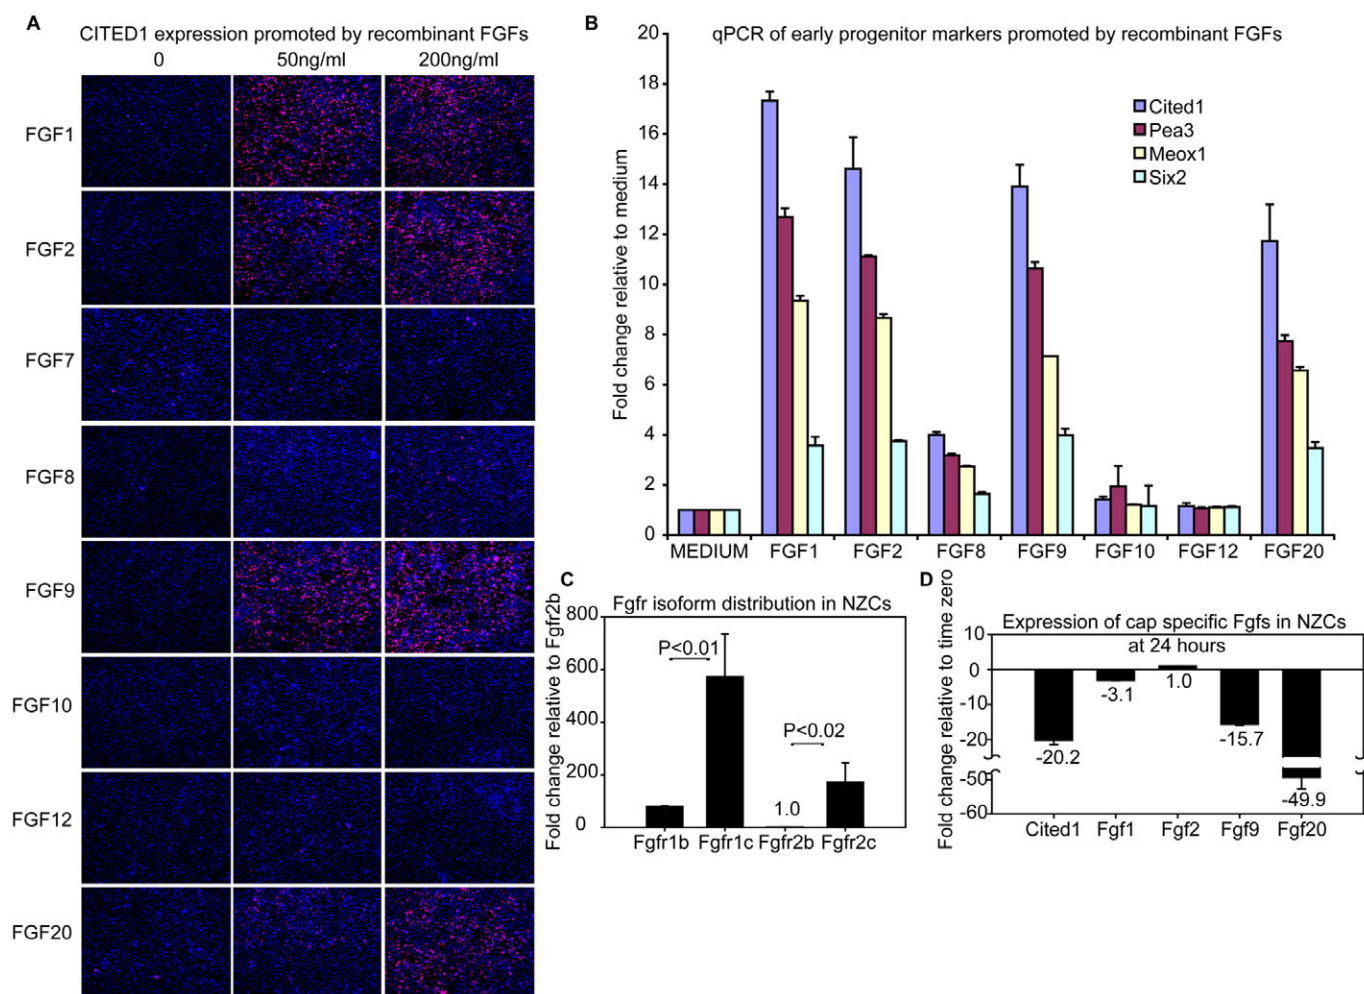 A
CITED1 expression promoted by recombinant FGFs
0 50ng/ml 200ng/ml
FGF1
FGF2
FGF7
FGF8
FGF9
FGF10
FGF12
FGF20
B
qPCR of early progenitor markers promoted by recombinant FGFs
Fold change relative to medium
20
18
16
14
12
10
8
6
4
2
0
Cited1
Pea3
Meox1
Six2
MEDIUM FGF1 FGF2 FGF8 FGF9 FGF10 FGF12 FGF20
C
Fgfr isoform distribution in NZCs
Fold change relative to Fgfr2b
800
600
400
200
0
P<0.01
P<0.02
1.0
Fgfr1b Fgfr1c Fgfr2b Fgfr2c
D
Expression of cap specific Fgfs in NZCs
at 24 hours
Fold change relative to time zero
10
0
-10
-20
-50
-60
-20.2
-3.1
1.0
-15.7
-49.9
Cited1 Fgf1 Fgf2 Fgf9 Fgf20